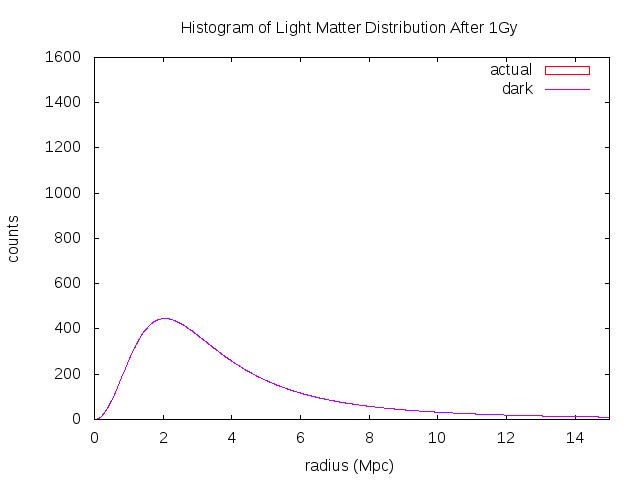 Histogram of Light Matter Distribution After 1Gy
actual
dark
1600
1400
1200
1000
800
600
400
200
0
counts
0 2 4 6 8 10 12 14
radius (Mpc)